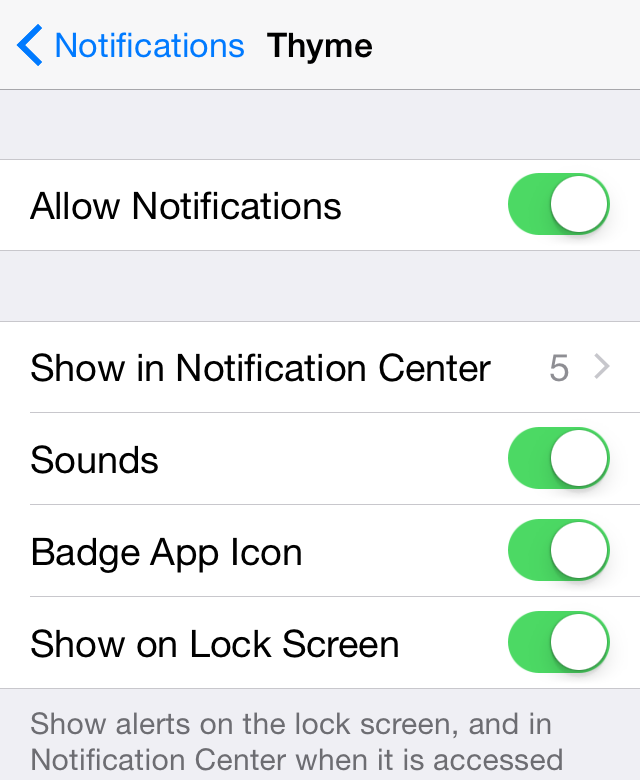 Notifications Thyme
Allow Notifications
Show in Notification Center 5
Sounds
Badge App Icon
Show on Lock Screen
Show alerts on the lock screen, and in
Notification Center when it is accessed